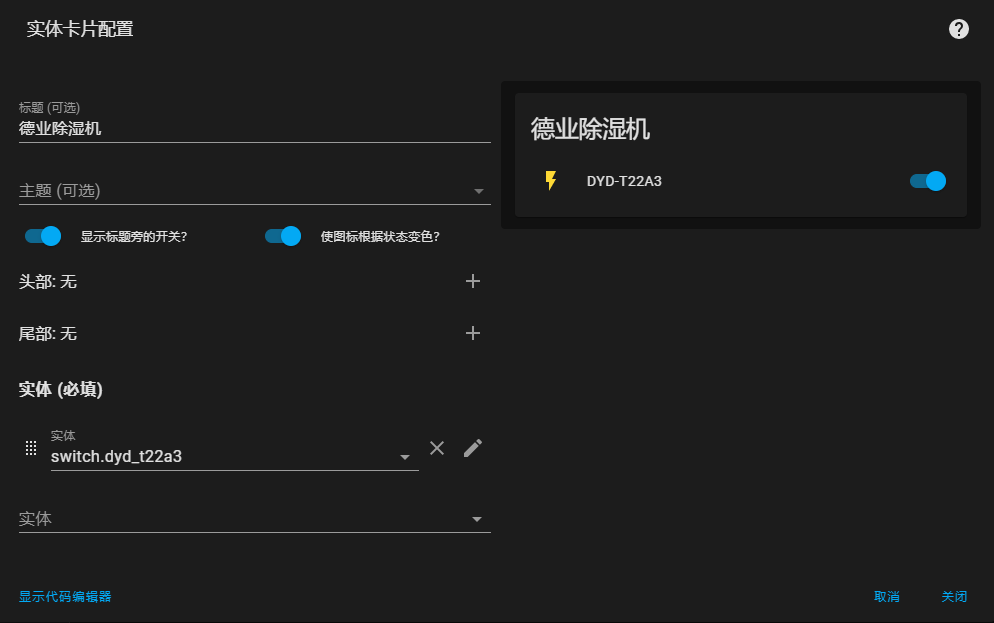 实体卡片配置
标题 (可选)
德业除湿机
主题 (可选)
显示标题旁的开关?
使图标根据状态变色?
头部: 无
尾部: 无
实体 (必填)
实体
switch.dyd_t22a3
实体
显示代码编辑器
德业除湿机
DYD-T22A3
取消
关闭